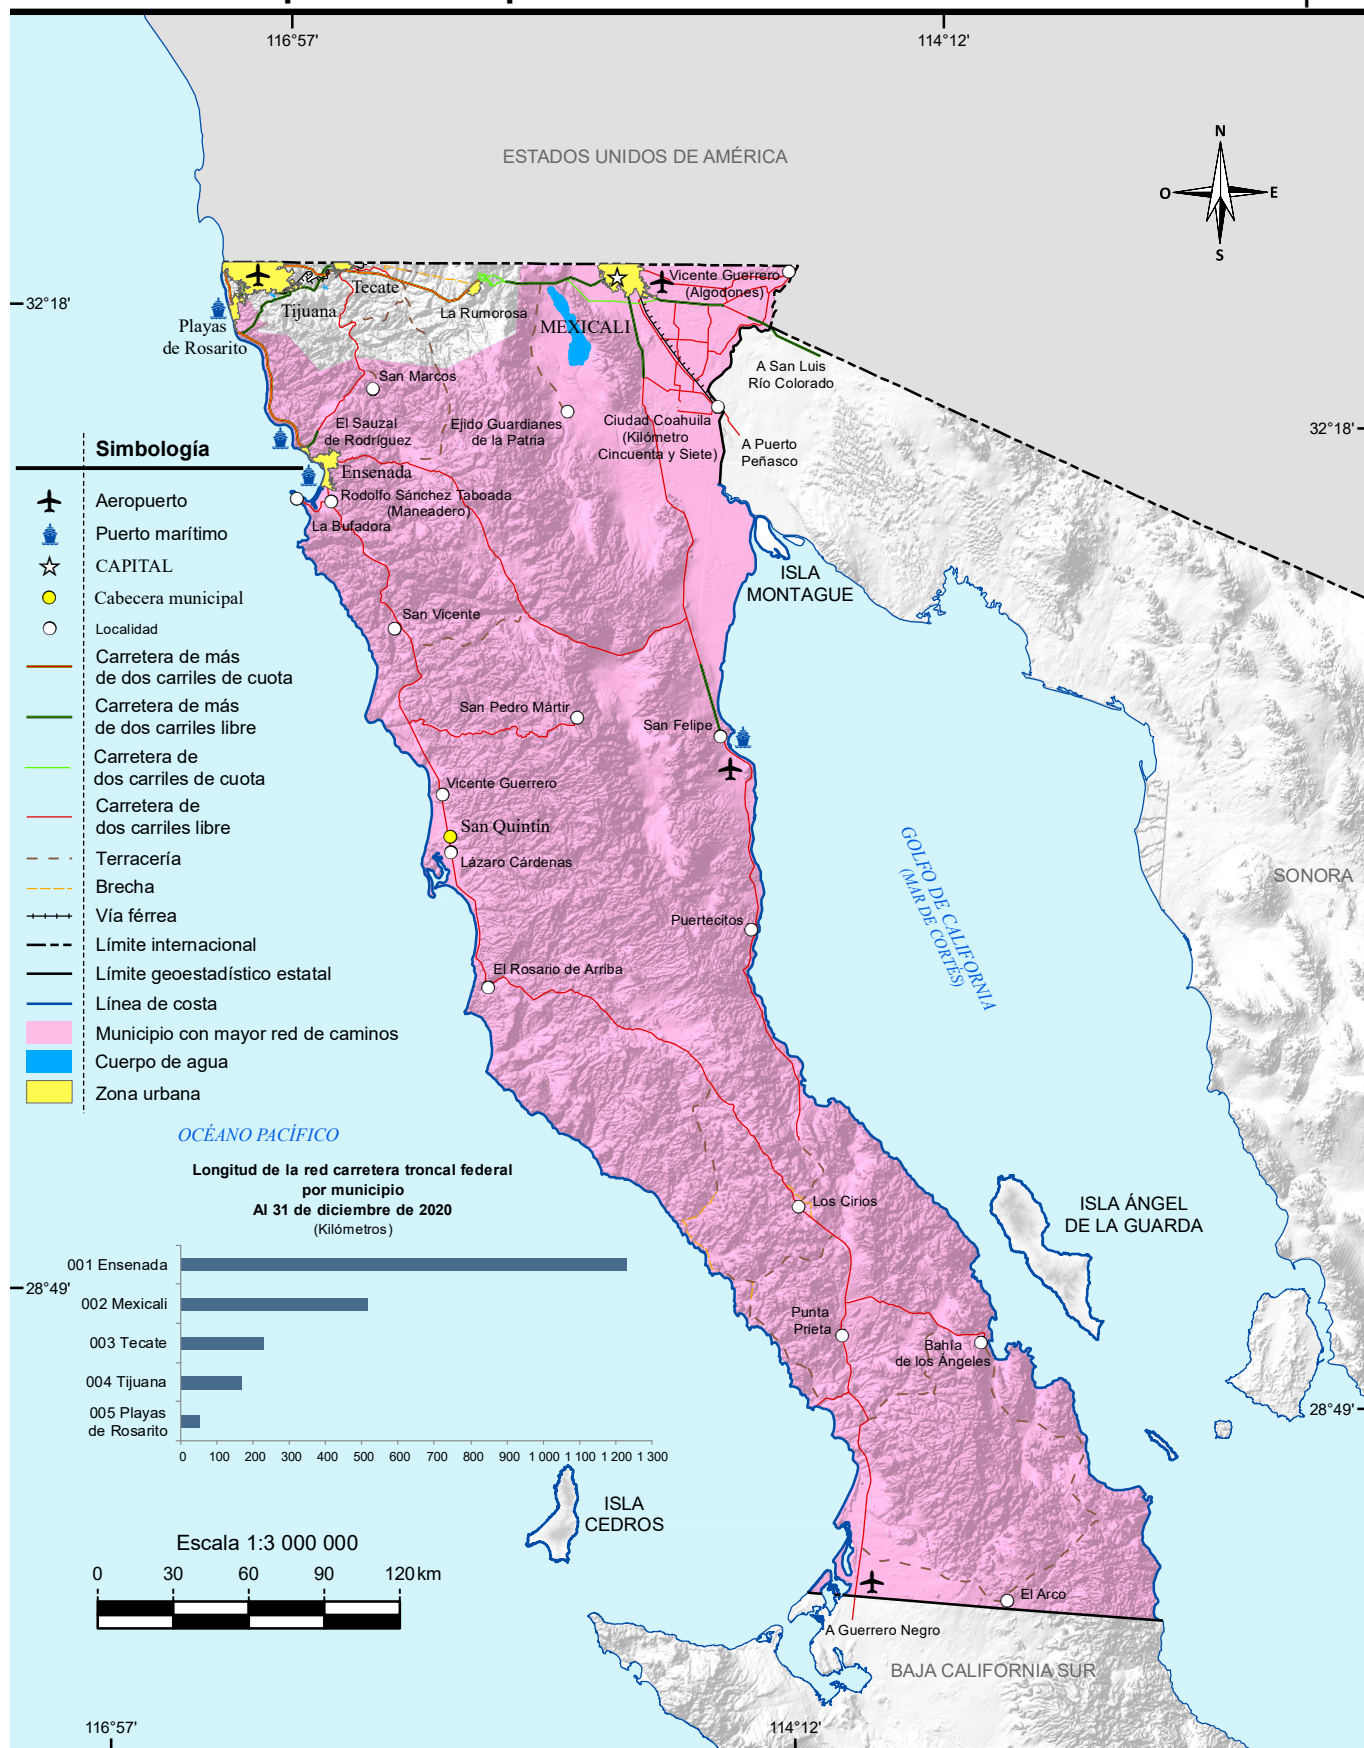 116°57'
114°12'
ESTADOS UNIDOS DE AMÉRICA
N
O
E
S
32°18'
Vicente Guerrero
(Algodones)
Tecate
Tijuana
La Rumorosa
MEXICALI
Playas
de Rosarito
A San Luis
Río Colorado
San Marcos
El Sauzal
de Rodríguez
Ejido Guardianes
de la Patria
Ciudad Coahuila
(Kilómetro
Cincuenta y Siete)
A Puerto
Peñasco
32°18'
Ensenada
Rodolfo Sánchez Taboada
(Maneadero)
La Bufadora
ISLA
MONTAGUE
San Vicente
San Pedro Mártir
San Felipe
Vicente Guerrero
San Quintín
Lázaro Cárdenas
GOLFO DE CALIFORNIA
(MAR DE CORTÉS)
SONORA
Puertecitos
El Rosario de Arriba
Simbología
Aeropuerto
Puerto marítimo
CAPITAL
Cabecera municipal
Localidad
Carretera de más
de dos carriles de cuota
Carretera de más
de dos carriles libre
Carretera de
dos carriles de cuota
Carretera de
dos carriles libre
Terracería
Brecha
Vía férrea
Límite internacional
Límite geoestadístico estatal
Línea de costa
Municipio con mayor red de caminos
Cuerpo de agua
Zona urbana
OCÉANO PACÍFICO
Los Cirios
ISLA ÁNGEL
DE LA GUARDA
Longitud de la red carretera troncal federal
por municipio
Al 31 de diciembre de 2020
(Kilómetros)
001 Ensenada
002 Mexicali
003 Tecate
004 Tijuana
005 Playas
de Rosarito
0 100 200 300 400 500 600 700 800 900 1 000 1 100 1 200 1 300
28°49'
Punta
Prieta
Bahía
de los Ángeles
28°49'
ISLA
CEDROS
Escala 1:3 000 000
0 30 60 90 120 km
El Arco
A Guerrero Negro
BAJA CALIFORNIA SUR
116°57'
114°12'